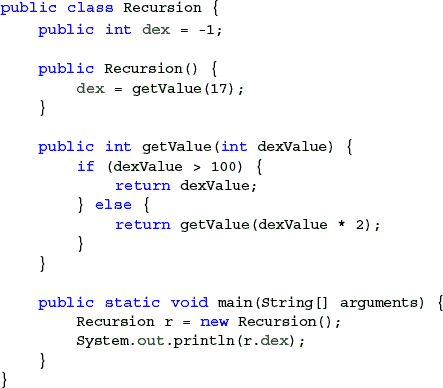 public class Recursion {
    public int dex = -1;

    public Recursion() {
        dex = getValue(17);
    }

    public int getValue(int dexValue) {
        if (dexValue > 100) {
            return dexValue;
        } else {
            return getValue(dexValue * 2);
        }
    }

    public static void main(String[] arguments) {
        Recursion r = new Recursion();
        System.out.println(r.dex);
    }
}